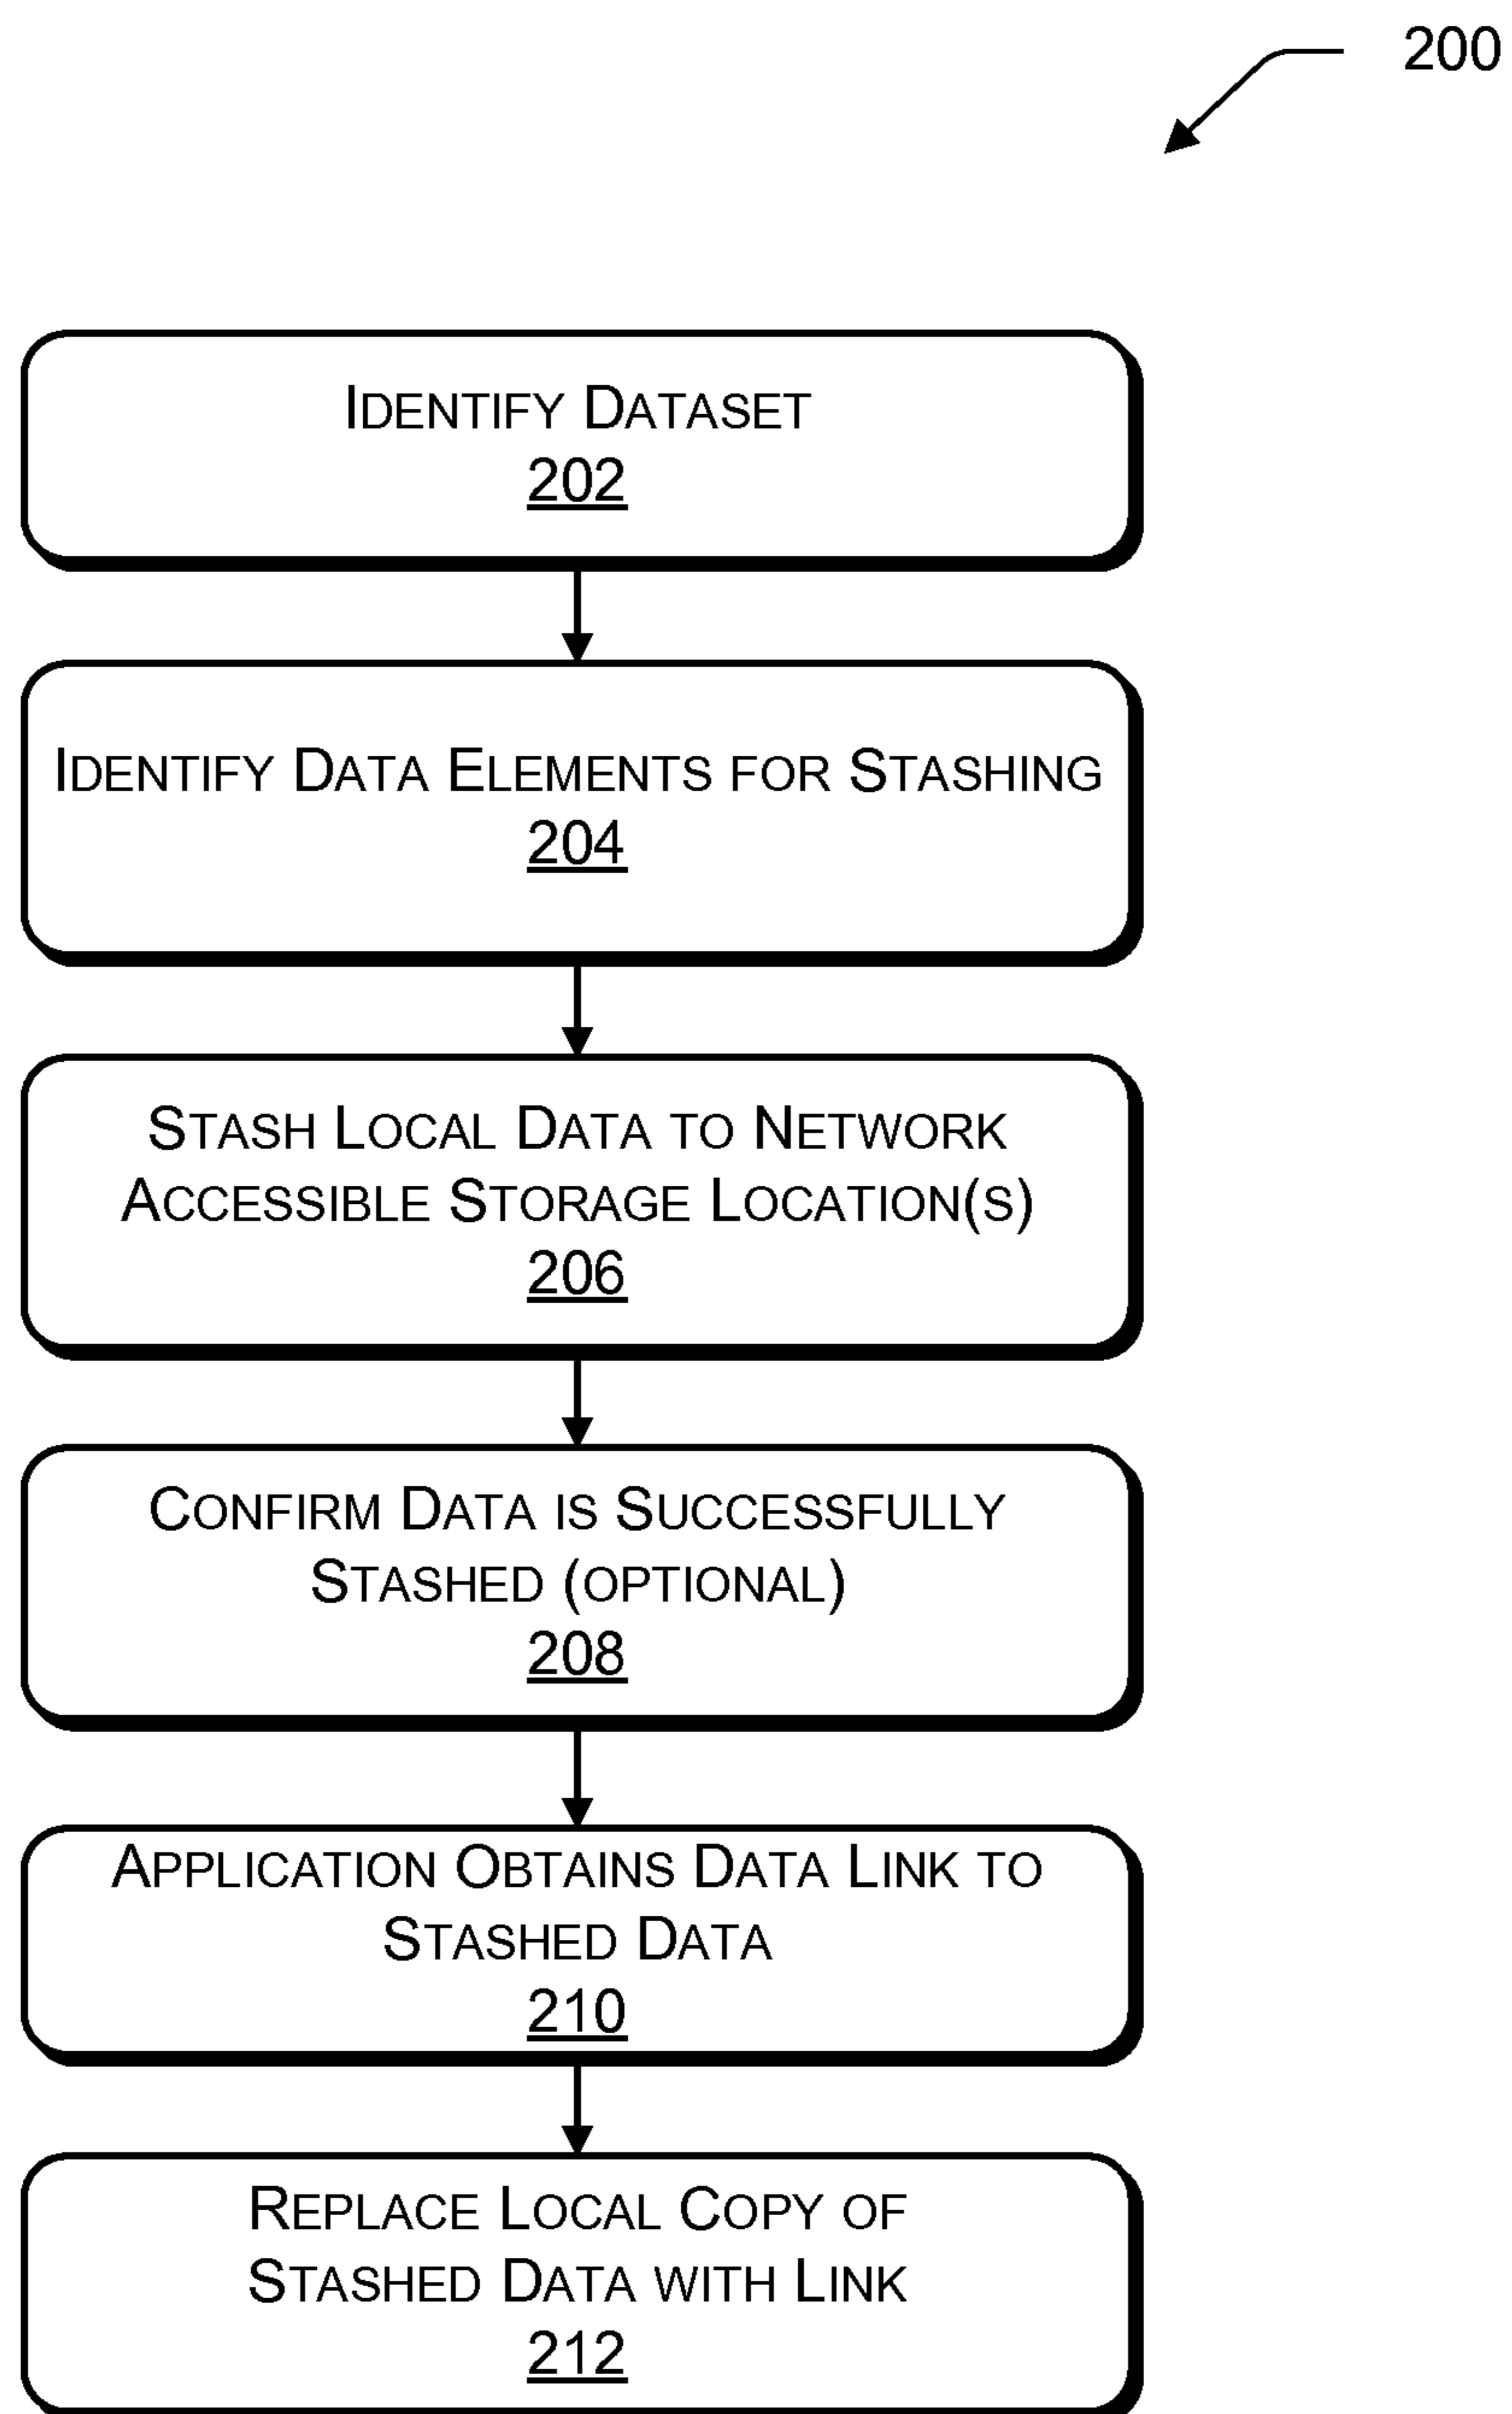 200
IDENTIFY DATASET
202
IDENTIFY DATA ELEMENTS FOR STASHING
204
STASH LOCAL DATA TO NETWORK
ACCESSIBLE STORAGE LOCATION(S)
206
CONFIRM DATA IS SUCCESSFULLY
STASHED (OPTIONAL)
208
APPLICATION OBTAINS DATA LINK TO
STASHED DATA
210
REPLACE LOCAL COPY OF
STASHED DATA WITH LINK
212